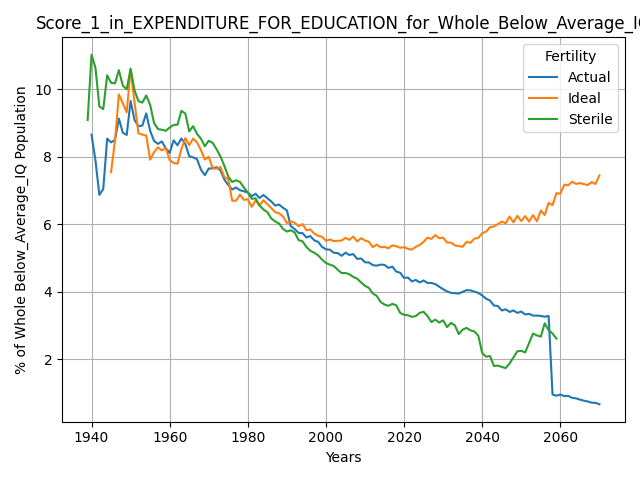 Score_1_in_EXPENDITURE_FOR_EDUCATION_for_Whole_Below_Average_IQ
Fertility
Actual
Ideal
Sterile
% of Whole Below_Average_IQ Population
10
8
6
4
2
1940
1960
1980
2000
2020
2040
2060
Years